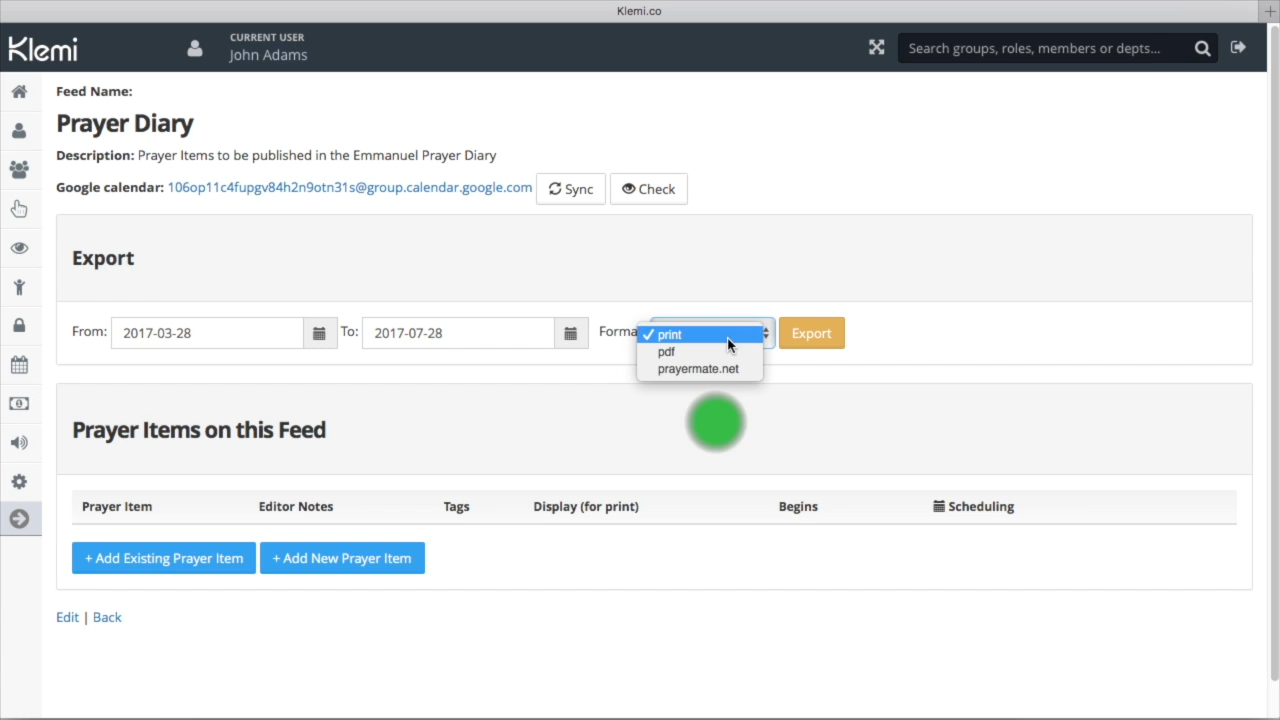 Klemi.co
Klemi
CURRENT USER
John Adams
Search groups, roles, members or depts...
Feed Name:
Prayer Diary
Description: Prayer Items to be published in the Emmanuel Prayer Diary
Google calendar: 106op11c4fupgv84h2n9otn31s@group.calendar.google.com Sync Check
Export
From: 2017-03-28 To: 2017-07-28 Forma print Export
pdf
prayermate.net
Prayer Items on this Feed
Prayer Item Editor Notes Tags Display (for print) Begins Scheduling
+ Add Existing Prayer Item + Add New Prayer Item
Edit | Back